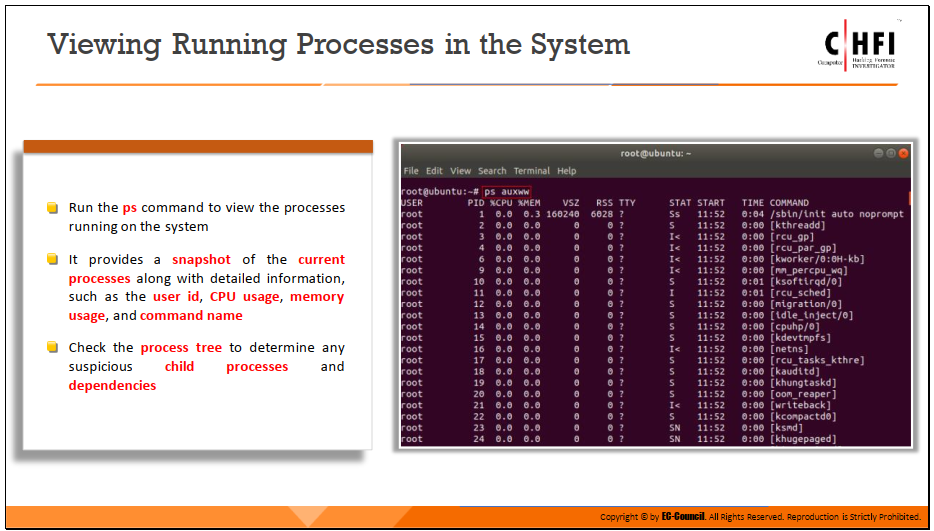 Viewing Running Processes in the System
C HFI
Computer Hacking Forensic
INVESTIGATOR
Run the ps command to view the processes
running on the system
It provides a snapshot of the current
processes along with detailed information,
such as the user id, CPU usage, memory
usage, and command name
Check the process tree to determine any
suspicious child processes and
dependencies
root@ubuntu: ~
File Edit View Search Terminal Help
root@ubuntu:~# ps auxww
USER PID %CPU %MEM VSZ RSS TTY STAT START TIME COMMAND
root 1 0.0 0.3 160240 6028 ? Ss 11:52 0:04 /sbin/init auto noprompt
root 2 0.0 0.0 0 0 ? S 11:52 0:00 [kthreadd]
root 3 0.0 0.0 0 0 ? I< 11:52 0:00 [rcu_gp]
root 4 0.0 0.0 0 0 ? I< 11:52 0:00 [rcu_par_gp]
root 6 0.0 0.0 0 0 ? I< 11:52 0:00 [kworker/0:0H-kb]
root 9 0.0 0.0 0 0 ? I< 11:52 0:00 [mm_percpu_wq]
root 10 0.0 0.0 0 0 ? S 11:52 0:01 [ksoftirqd/0]
root 11 0.0 0.0 0 0 ? I 11:52 0:01 [rcu_sched]
root 12 0.0 0.0 0 0 ? S 11:52 0:00 [migration/0]
root 13 0.0 0.0 0 0 ? S 11:52 0:00 [idle_inject/0]
root 14 0.0 0.0 0 0 ? S 11:52 0:00 [cpuhp/0]
root 15 0.0 0.0 0 0 ? S 11:52 0:00 [kdevtmpfs]
root 16 0.0 0.0 0 0 ? I< 11:52 0:00 [netns]
root 17 0.0 0.0 0 0 ? S 11:52 0:00 [rcu_tasks_kthre]
root 18 0.0 0.0 0 0 ? S 11:52 0:00 [kauditd]
root 19 0.0 0.0 0 0 ? S 11:52 0:00 [khungtaskd]
root 20 0.0 0.0 0 0 ? S 11:52 0:00 [oom_reaper]
root 21 0.0 0.0 0 0 ? I< 11:52 0:00 [writeback]
root 22 0.0 0.0 0 0 ? S 11:52 0:00 [kcompactd0]
root 23 0.0 0.0 0 0 ? SN 11:52 0:00 [ksmd]
root 24 0.0 0.0 0 0 ? SN 11:52 0:00 [khugepaged]
Copyright © by EC-Council. All Rights Reserved. Reproduction is Strictly Prohibited.